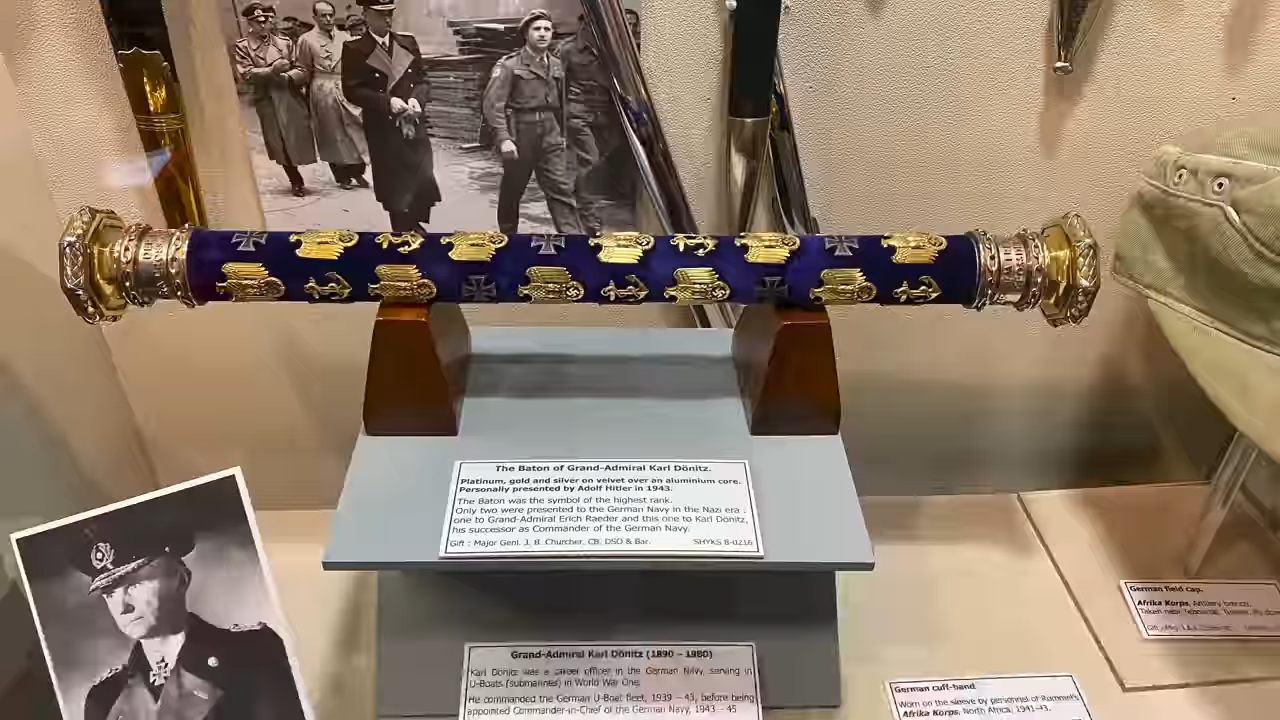 The Baton of Grand-Admiral Karl Dönitz.
Platinum, gold and silver on velvet over an aluminium core.
Personally presented by Adolf Hitler in 1943.
The Baton was the symbol of the highest rank.
Only two were presented to the German Navy in the Nazi era :
one to Grand-Admiral Erich Raeder and this one to Karl Dönitz,
his successor as Commander of the German Navy.
Gift : Major Genl. J. B. Churcher, CB. DSO & Bar. SHYKS B-0216
Grand-Admiral Karl Dönitz (1890 – 1980)
Karl Dönitz was a career officer in the German Navy, serving in
U-Boats (submarines) in World War One.
He commanded the German U-Boat fleet, 1939 – 43, before being
appointed Commander-in-Chief of the German Navy, 1943 – 45
German field cap.
Afrika Korps, Artillery
Taken near
German cuff-band.
Worn on the sleeve by personnel of Rommel's
Afrika Korps, North Africa, 1941-43.